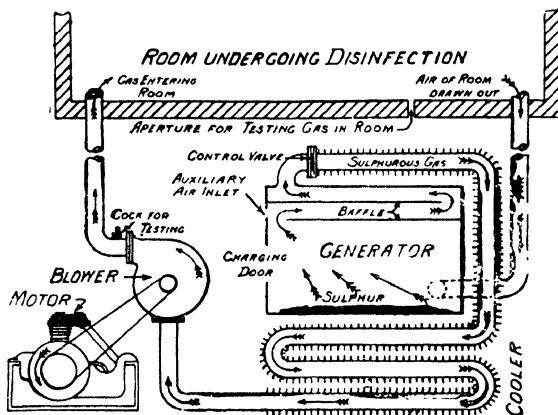 ROOM UNDERGOING DISINFECTION
GAS ENTERING
ROOM
AIR OF ROOM
DRAWN OUT
APERTURE FOR TESTING GAS IN ROOM
CONTROL VALVE
SULPHUROUS GAS
AUXILIARY
AIR INLET
BAFFLE
COCK FOR
TESTING
GENERATOR
CHARGING
DOOR
BLOWER
SULPHUR
MOTOR
COOLER